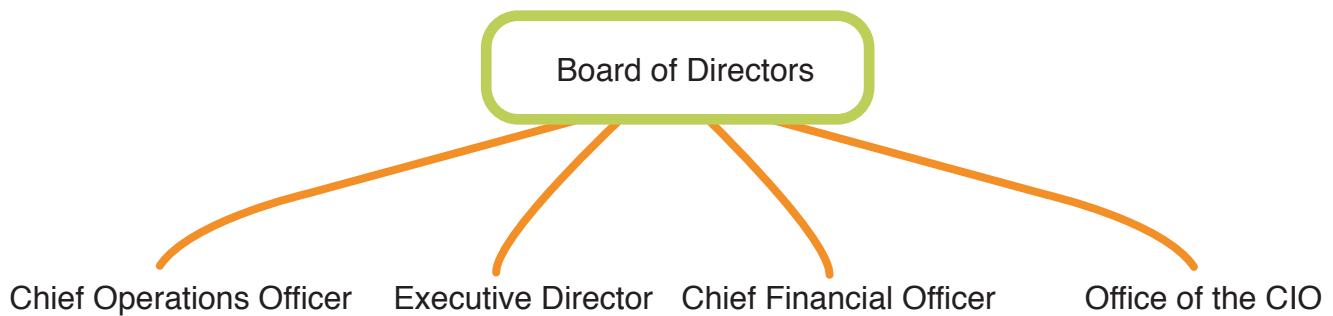 Board of Directors
Chief Operations Officer
Executive Director
Chief Financial Officer
Office of the CIO